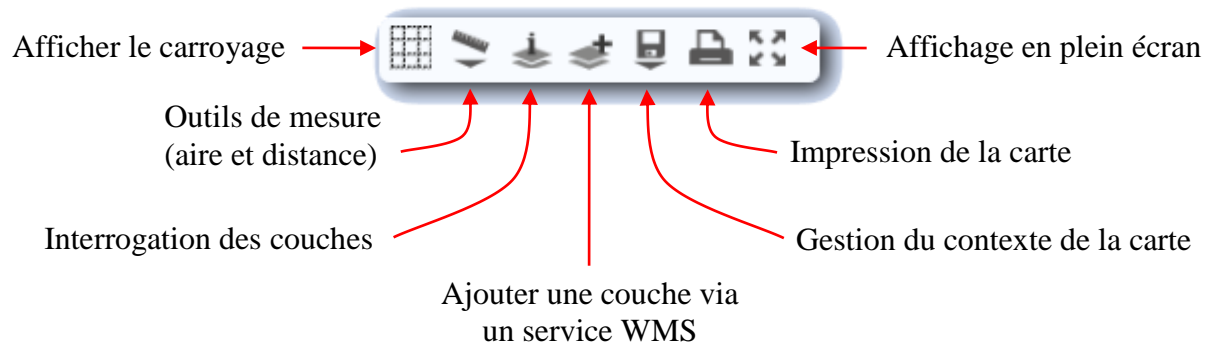 Afficher le carroyage
Affichage en plein écran
Outils de mesure
(aire et distance)
Impression de la carte
Interrogation des couches
Gestion du contexte de la carte
Ajouter une couche via
un service WMS